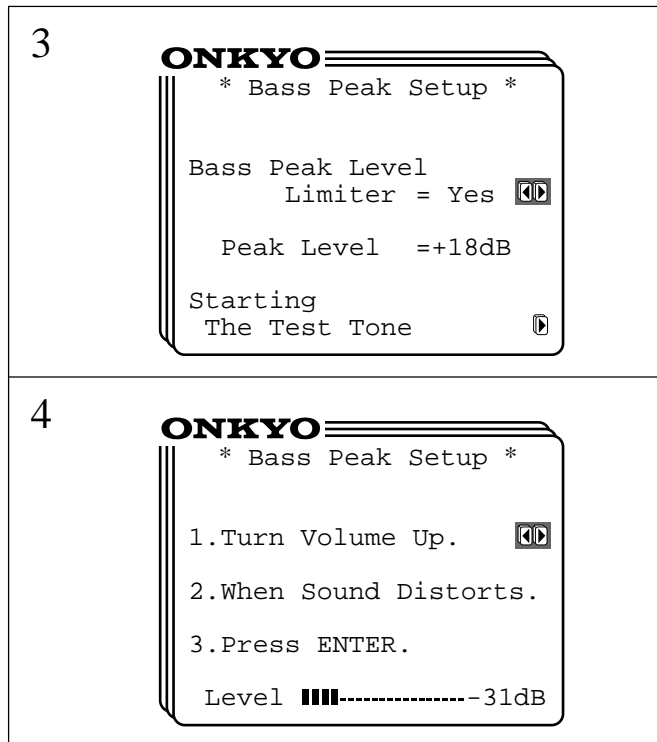 3
ONKYO
* Bass Peak Setup *
Bass Peak Level
Limiter = Yes
Peak Level =+18dB
Starting
The Test Tone
4
ONKYO
* Bass Peak Setup *
1.Turn Volume Up.
2.When Sound Distorts.
3.Press ENTER.
Level -31dB